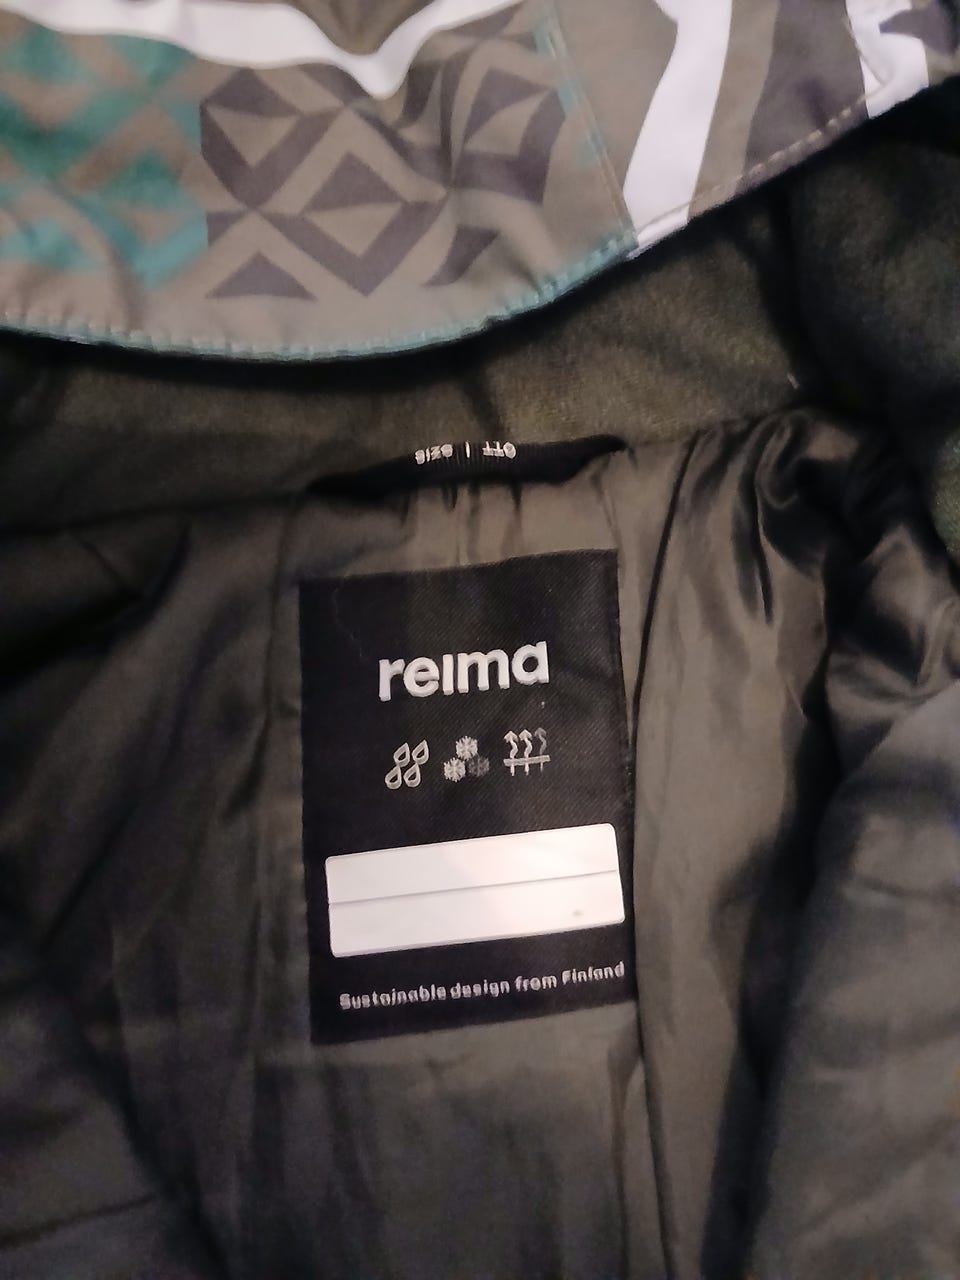 size | 110
reima
Sustainable design from Finland